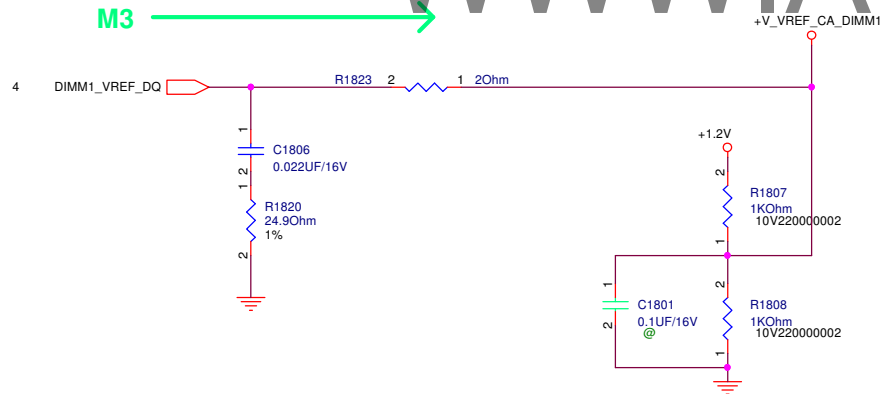 M3
+V_VREF_CA_DIMM1
4 DIMM1_VREF_DQ R1823 2 1 2Ohm
+1.2V
1
C1806
0.022UF/16V
2
1
R1820
24.9Ohm
1%
2
2
R1807
1KOhm
10V220000002
1
1
C1801
0.1UF/16V
@
2
2
R1808
1KOhm
10V220000002
1